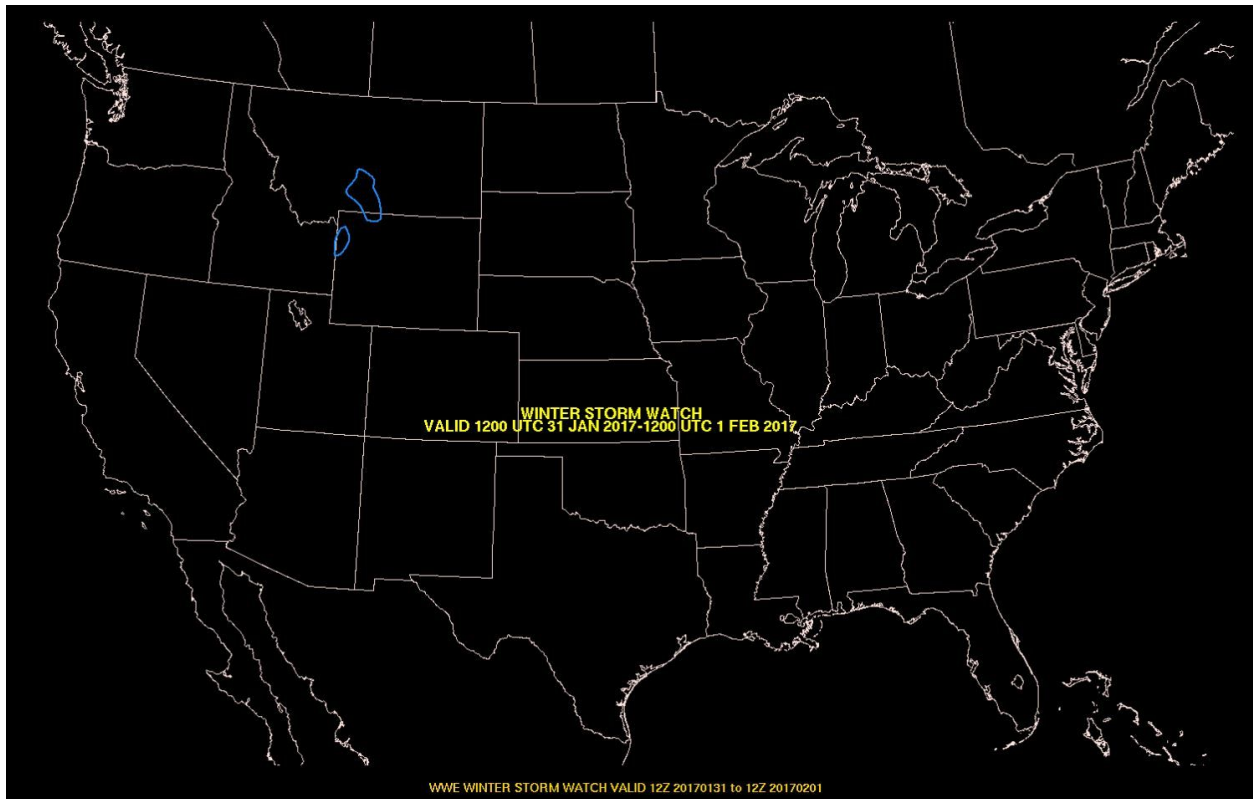 WINTER STORM WATCH
VALID 1200 UTC 31 JAN 2017-1200 UTC 1 FEB 2017
WWE WINTER STORM WATCH VALID 12Z 20170131 to 12Z 20170201